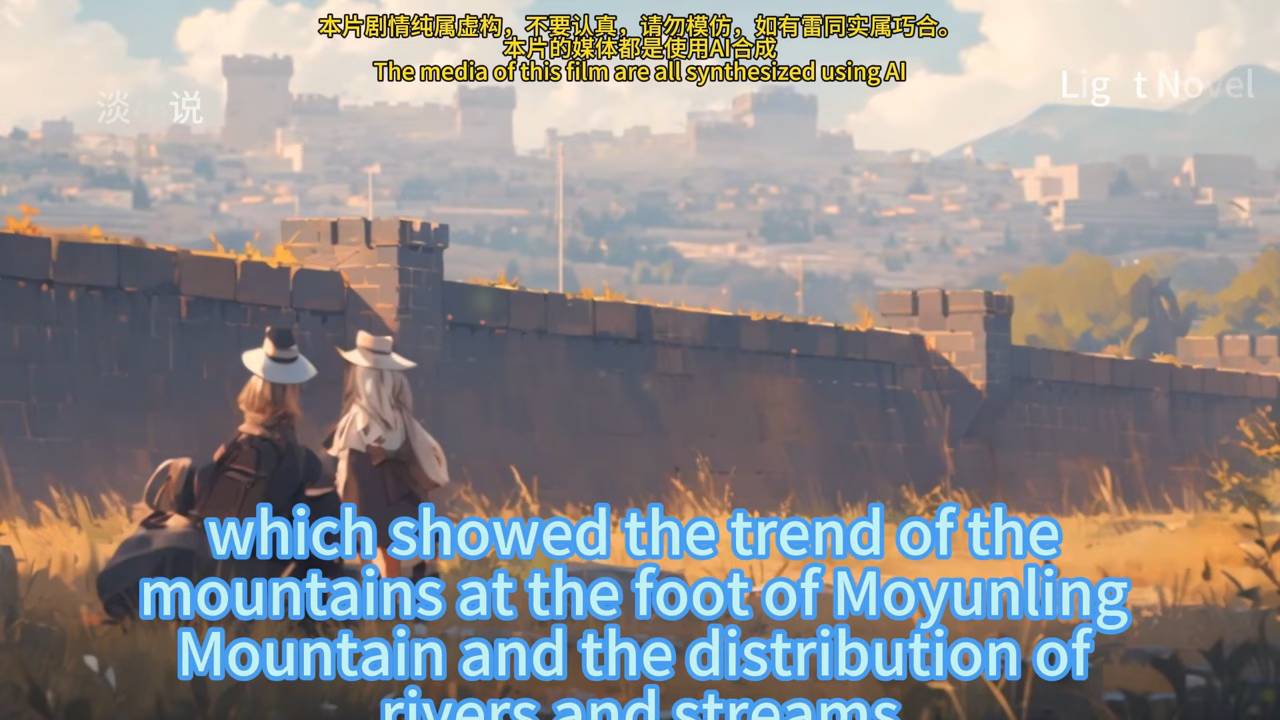 本片剧情纯属虚构，不要认真，请勿模仿，如有雷同实属巧合。
本片的媒体都是使用AI合成
The media of this film are all synthesized using AI
Lig t Novel
淡 说
which showed the trend of the
mountains at the foot of Moyunling
Mountain and the distribution of
rivers and streams